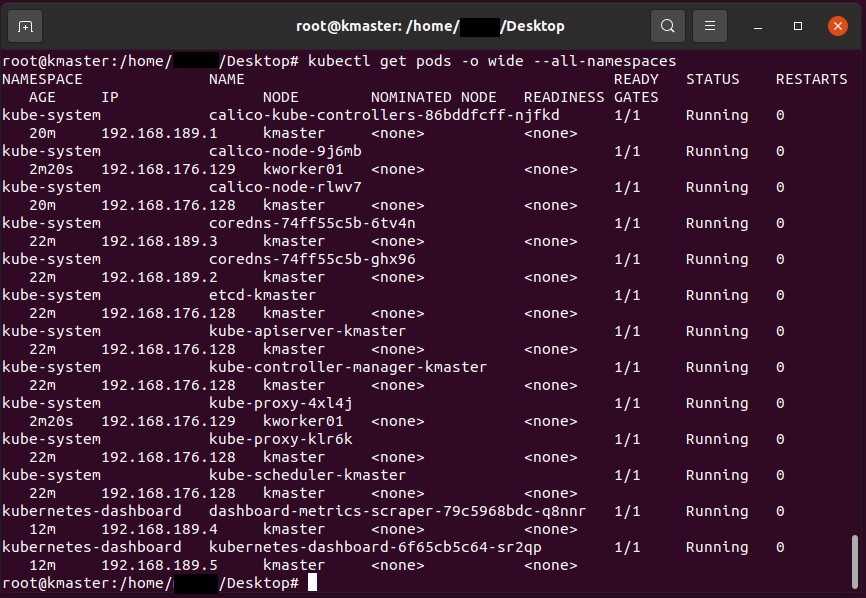 root@kmaster: /home/ /Desktop
root@kmaster:/home/ /Desktop# kubectl get pods -o wide --all-namespaces
NAMESPACE NAME READY STATUS RESTARTS
AGE IP NODE NOMINATED NODE READINESS GATES
kube-system calico-kube-controllers-86bddfcff-njfkd 1/1 Running 0
20m 192.168.189.1 kmaster <none> <none>
kube-system calico-node-9j6mb 1/1 Running 0
2m20s 192.168.176.129 kworker01 <none> <none>
kube-system calico-node-rlwv7 1/1 Running 0
20m 192.168.176.128 kmaster <none> <none>
kube-system coredns-74ff55c5b-6tv4n 1/1 Running 0
22m 192.168.189.3 kmaster <none> <none>
kube-system coredns-74ff55c5b-ghx96 1/1 Running 0
22m 192.168.189.2 kmaster <none> <none>
kube-system etcd-kmaster 1/1 Running 0
22m 192.168.176.128 kmaster <none> <none>
kube-system kube-apiserver-kmaster 1/1 Running 0
22m 192.168.176.128 kmaster <none> <none>
kube-system kube-controller-manager-kmaster 1/1 Running 0
22m 192.168.176.128 kmaster <none> <none>
kube-system kube-proxy-4xl4j 1/1 Running 0
2m20s 192.168.176.129 kworker01 <none> <none>
kube-system kube-proxy-klr6k 1/1 Running 0
22m 192.168.176.128 kmaster <none> <none>
kube-system kube-scheduler-kmaster 1/1 Running 0
22m 192.168.176.128 kmaster <none> <none>
kubernetes-dashboard dashboard-metrics-scraper-79c5968bdc-q8nnr 1/1 Running 0
12m 192.168.189.4 kmaster <none> <none>
kubernetes-dashboard kubernetes-dashboard-6f65cb5c64-sr2qp 1/1 Running 0
12m 192.168.189.5 kmaster <none> <none>
root@kmaster:/home/ /Desktop#